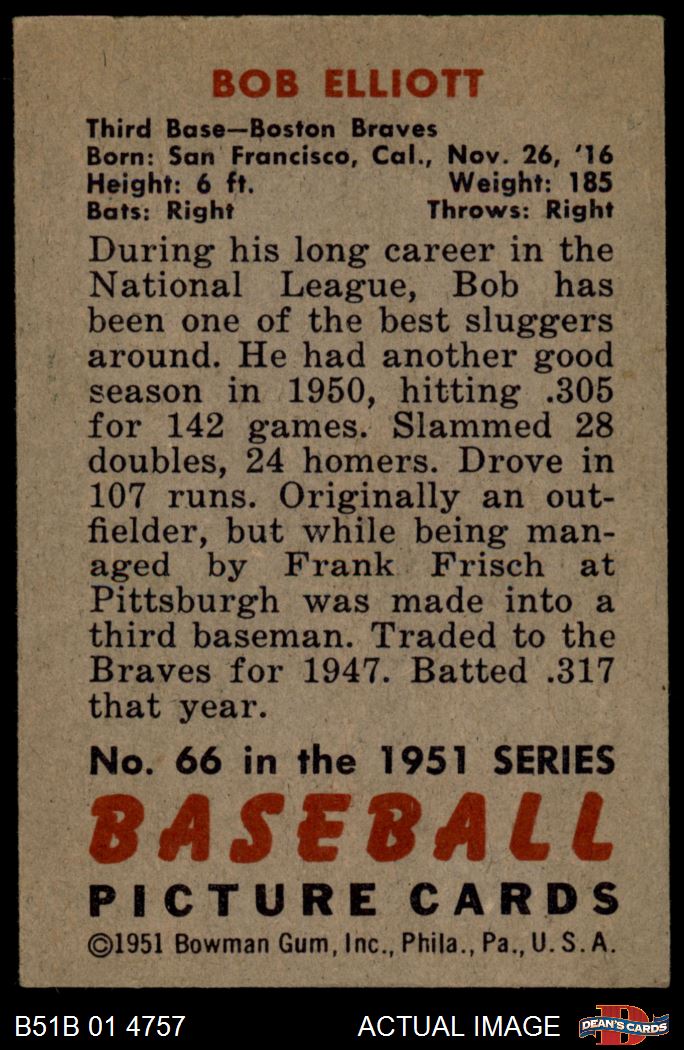 BOB ELLIOTT
Third Base—Boston Braves
Born: San Francisco, Cal., Nov. 26, '16
Height: 6 ft. Weight: 185
Bats: Right Throws: Right
During his long career in the
National League, Bob has
been one of the best sluggers
around. He had another good
season in 1950, hitting .305
for 142 games. Slammed 28
doubles, 24 homers. Drove in
107 runs. Originally an out-
fielder, but while being man-
aged by Frank Frisch at
Pittsburgh was made into a
third baseman. Traded to the
Braves for 1947. Batted .317
that year.
No. 66 in the 1951 SERIES
BASEBALL
PICTURE CARDS
©1951 Bowman Gum, Inc., Phila., Pa., U. S. A.
B51B 01 4757 ACTUAL IMAGE D DEAN'S CARDS